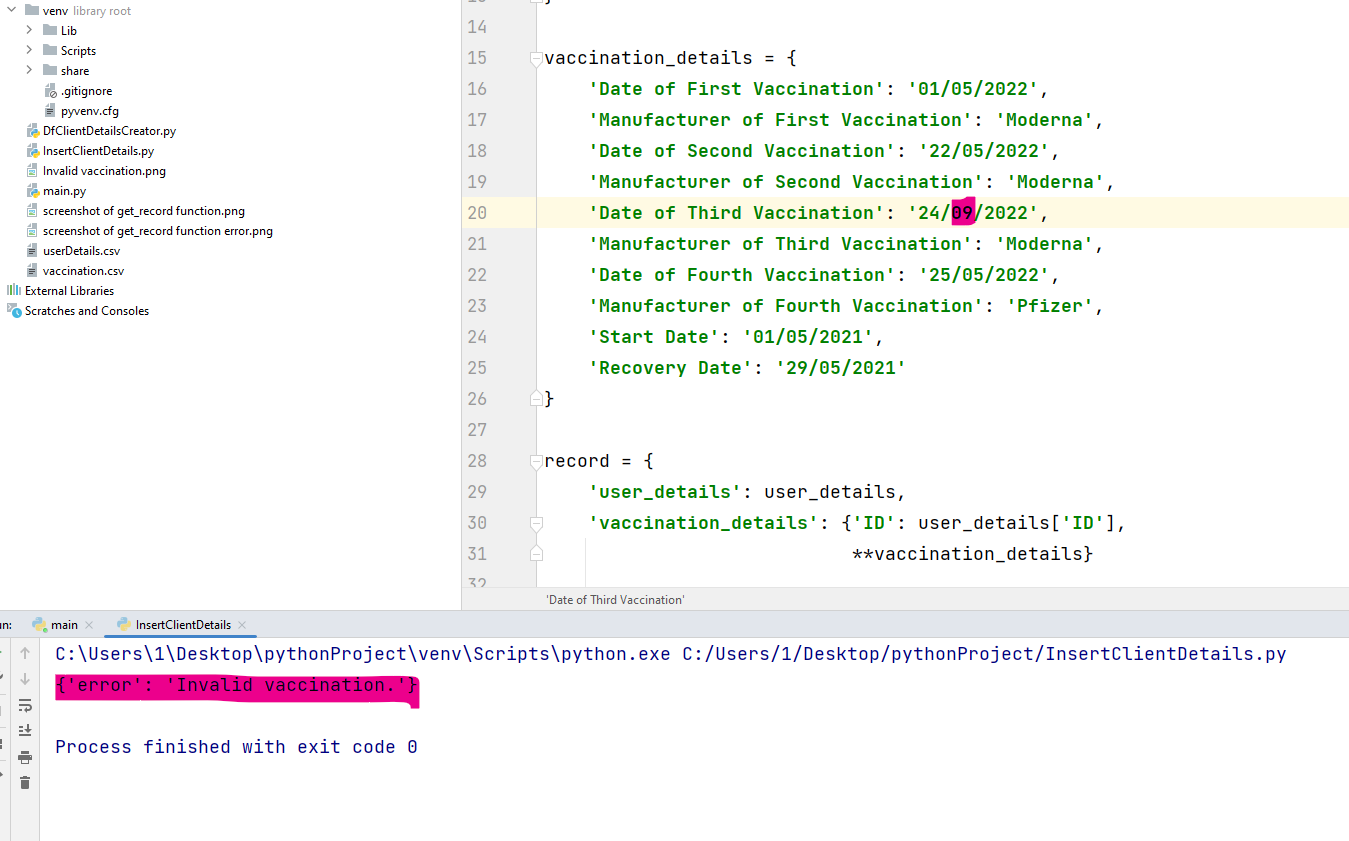 venv library root
Lib
Scripts
share
.gitignore
pyvenv.cfg
DfClientDetailsCreator.py
InsertClientDetails.py
Invalid vaccination.png
main.py
screenshot of get_record function.png
screenshot of get_record function error.png
userDetails.csv
vaccination.csv
External Libraries
Scratches and Consoles
14
15 vaccination_details = {
16 'Date of First Vaccination': '01/05/2022',
17 'Manufacturer of First Vaccination': 'Moderna',
18 'Date of Second Vaccination': '22/05/2022',
19 'Manufacturer of Second Vaccination': 'Moderna',
20 'Date of Third Vaccination': '24/09/2022',
21 'Manufacturer of Third Vaccination': 'Moderna',
22 'Date of Fourth Vaccination': '25/05/2022',
23 'Manufacturer of Fourth Vaccination': 'Pfizer',
24 'Start Date': '01/05/2021',
25 'Recovery Date': '29/05/2021'
26 }
27
28 record = {
29 'user_details': user_details,
30 'vaccination_details': {'ID': user_details['ID'],
31 **vaccination_details}
32
'Date of Third Vaccination'
un: main InsertClientDetails
C:\Users\1\Desktop\pythonProject\venv\Scripts\python.exe C:/Users/1/Desktop/pythonProject/InsertClientDetails.py
{'error': 'Invalid vaccination.'}
Process finished with exit code 0